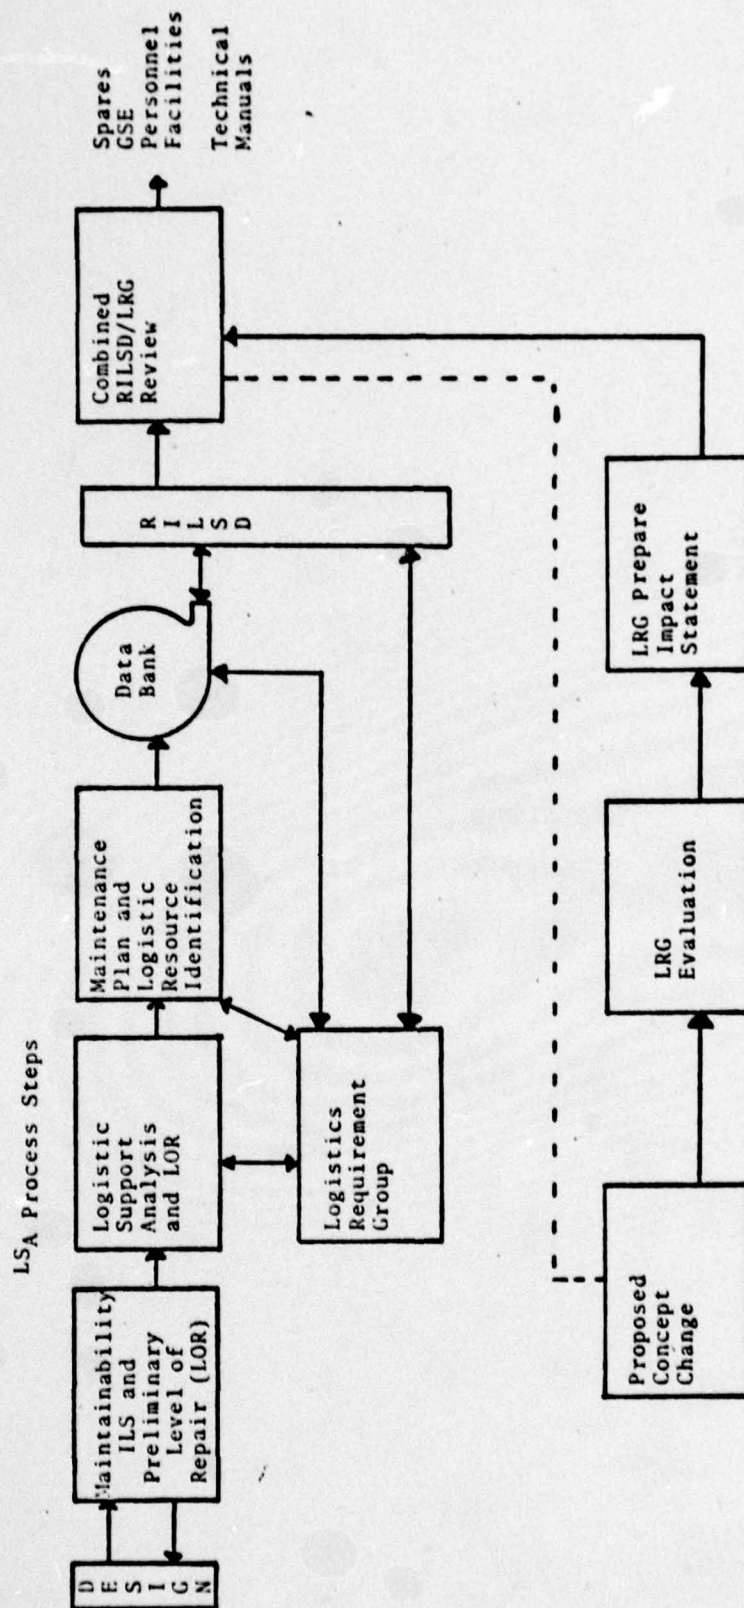 LSA Process Steps
D
E
S
I
G
N
Maintainability
ILS and
Preliminary
Level of
Repair (LOR)
Logistic
Support
Analysis
and LOR
Maintenance
Plan and
Logistic
Resource
Identification
Data
Bank
R
I
L
S
D
Combined
RILSD/LRG
Review
Spares
GSE
Personnel
Facilities
Technical
Manuals
Logistics
Requirement
Group
Proposed
Concept
Change
LRG
Evaluation
LRG Prepare
Impact
Statement